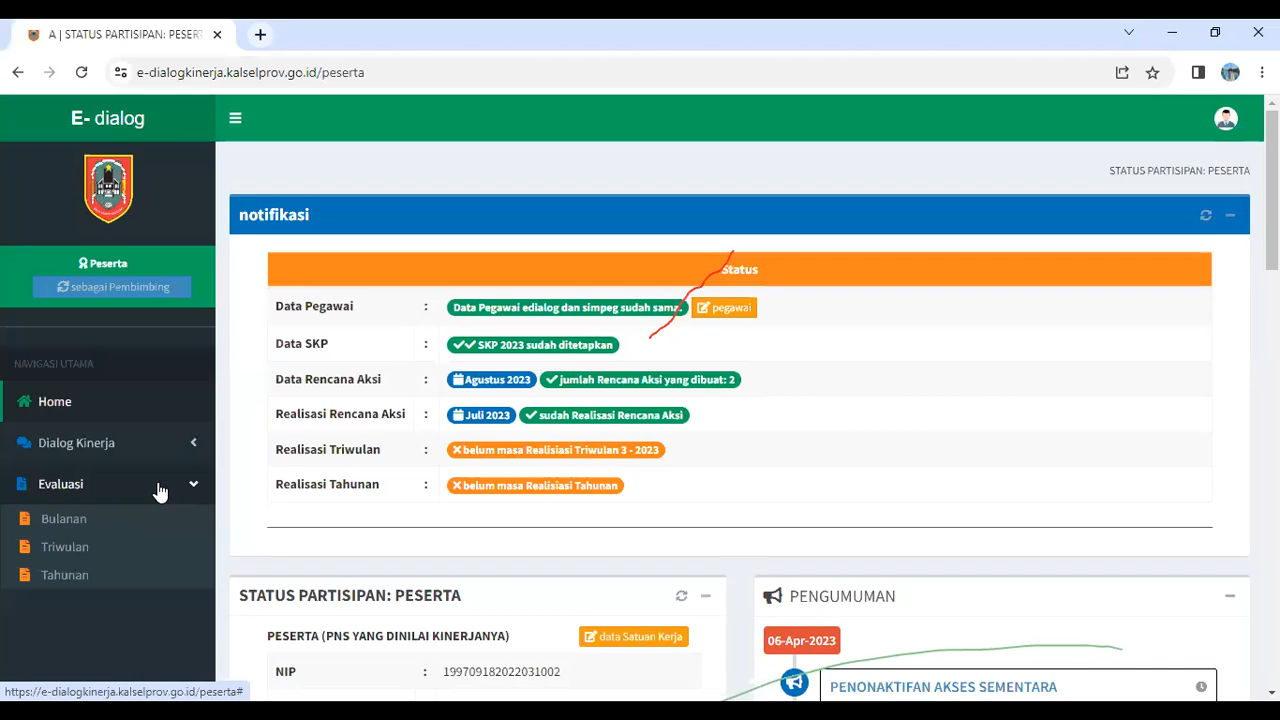 A | STATUS PARTISIPAN: PESER
e-dialogkinerja.kalselprov.go.id/peserta
E- dialog
STATUS PARTISIPAN: PESERTA
notifikasi
Peserta
sebagai Pembimbing
Status
Data Pegawai : Data Pegawai edialog dan simpeg sudah sama. pegawai
Data SKP : SKP 2023 sudah ditetapkan
Data Rencana Aksi : Agustus 2023 jumlah Rencana Aksi yang dibuat: 2
Realisasi Rencana Aksi : Juli 2023 sudah Realisasi Rencana Aksi
Realisasi Triwulan : belum masa Realisiasi Triwulan 3 - 2023
Realisasi Tahunan : belum masa Realisiasi Tahunan
NAVIGASI UTAMA
Home
Dialog Kinerja
Evaluasi
Bulanan
Triwulan
Tahunan
STATUS PARTISIPAN: PESERTA
PESERTA (PNS YANG DINILAI KINERJANYA) data Satuan Kerja
NIP : 199709182022031002
PENGUMUMAN
06-Apr-2023
PENONAKTIFAN AKSES SEMENTARA
https://e-dialogkinerja.kalselprov.go.id/peserta#